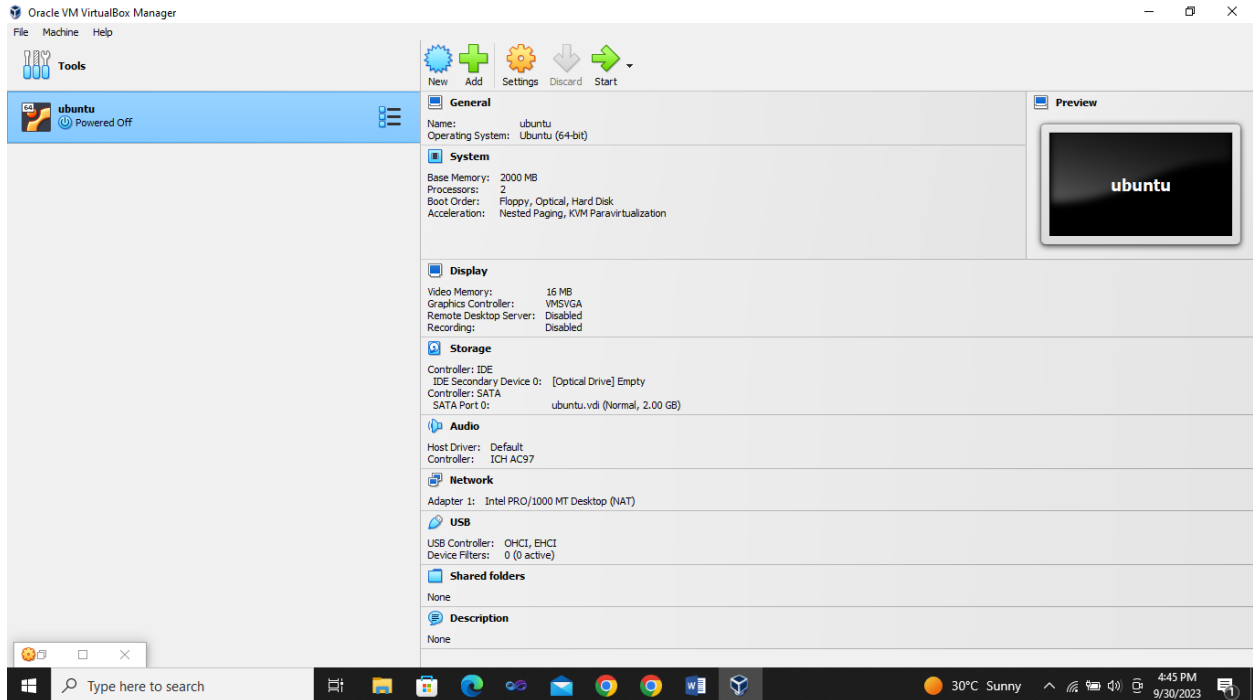 Oracle VM VirtualBox Manager
File Machine Help
Tools
New Add Settings Discard Start
64 ubuntu
Powered Off
General
Name: ubuntu
Operating System: Ubuntu (64-bit)
Preview
ubuntu
System
Base Memory: 2000 MB
Processors: 2
Boot Order: Floppy, Optical, Hard Disk
Acceleration: Nested Paging, KVM Paravirtualization
Display
Video Memory: 16 MB
Graphics Controller: VMSVGA
Remote Desktop Server: Disabled
Recording: Disabled
Storage
Controller: IDE
IDE Secondary Device 0: [Optical Drive] Empty
Controller: SATA
SATA Port 0: ubuntu.vdi (Normal, 2.00 GB)
Audio
Host Driver: Default
Controller: ICH AC97
Network
Adapter 1: Intel PRO/1000 MT Desktop (NAT)
USB
USB Controller: OHCI, EHCI
Device Filters: 0 (0 active)
Shared folders
None
Description
None
Type here to search
W
30°C Sunny
4:45 PM
9/30/2023
1